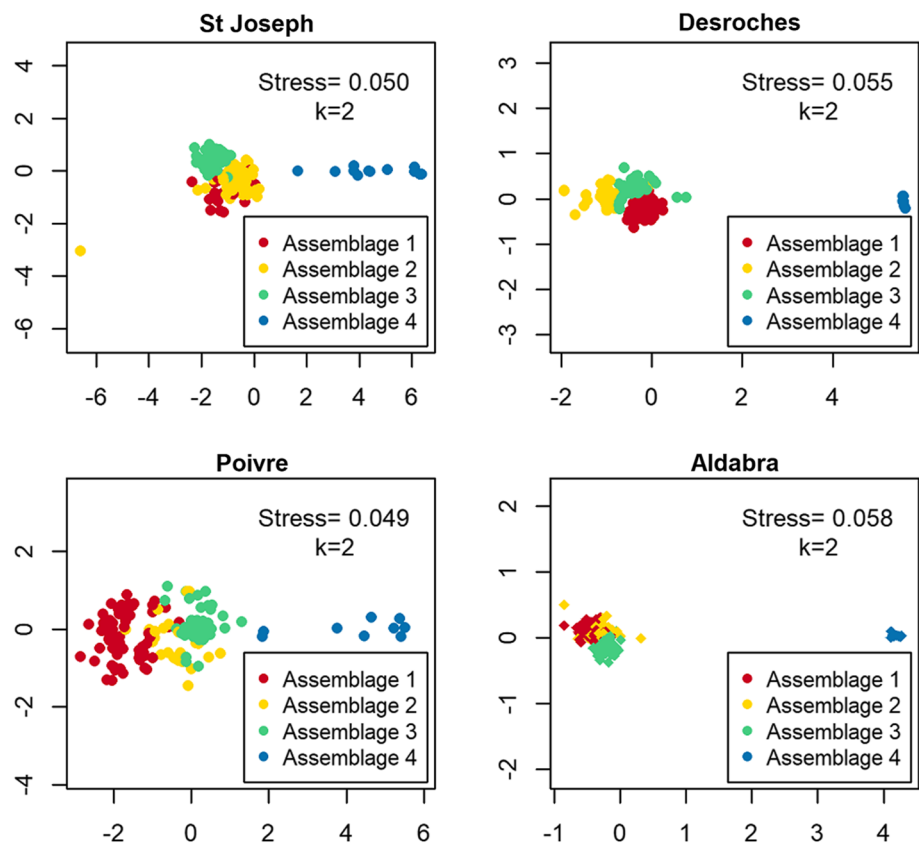 St Joseph
Stress= 0.050
k=2
4
2
0
-2
-4
-6
Assemblage 1
Assemblage 2
Assemblage 3
Assemblage 4
-6 -4 -2 0 2 4 6
Desroches
Stress= 0.055
k=2
3
2
1
0
-1
-2
-3
Assemblage 1
Assemblage 2
Assemblage 3
Assemblage 4
-2 0 2 4
Poivre
Stress= 0.049
k=2
2
0
-2
-4
Assemblage 1
Assemblage 2
Assemblage 3
Assemblage 4
-2 0 2 4 6
Aldabra
Stress= 0.058
k=2
2
1
0
-1
-2
Assemblage 1
Assemblage 2
Assemblage 3
Assemblage 4
-1 0 1 2 3 4